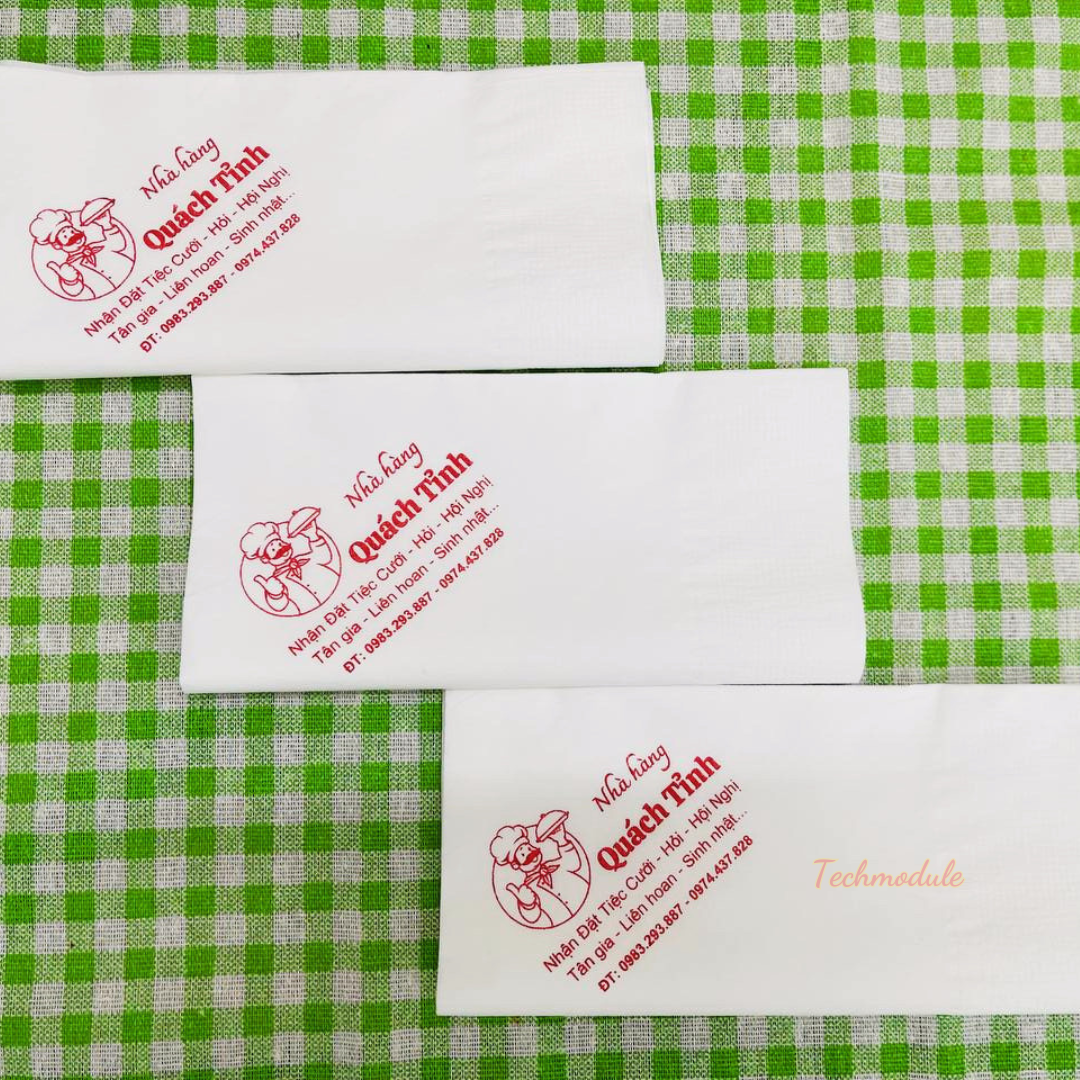 Nhà hàng
Quách Tỉnh
Nhận Đặt Tiệc Cưới - Hỏi - Hội Nghị
Tân gia - Liên hoan - Sinh nhật...
ĐT: 0983.293.887 - 0974.437.828
Nhà hàng
Quách Tỉnh
Nhận Đặt Tiệc Cưới - Hỏi - Hội Nghị
Tân gia - Liên hoan - Sinh nhật...
ĐT: 0983.293.887 - 0974.437.828
Nhà hàng
Quách Tỉnh
Nhận Đặt Tiệc Cưới - Hỏi - Hội Nghị
Tân gia - Liên hoan - Sinh nhật...
ĐT: 0983.293.887 - 0974.437.828
Techmodule